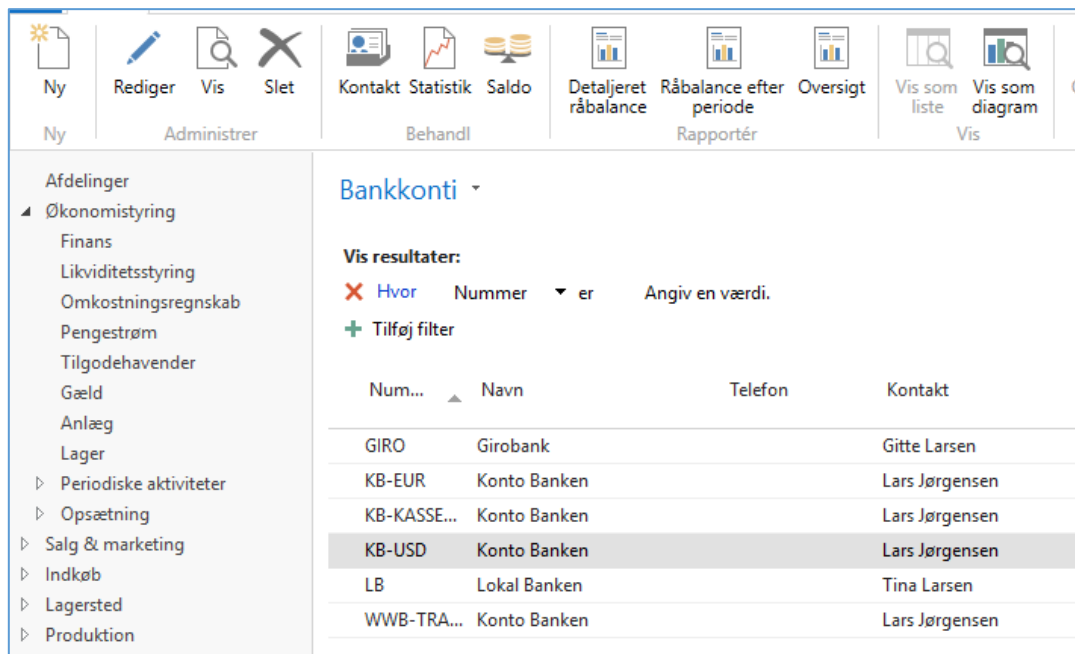 Ny Rediger Vis Slet Kontakt Statistik Saldo Detaljeret råbalance Råbalance efter periode Oversigt Vis som liste Vis som diagram
Ny Administrer Behandl Rapportér Vis
Afdelinger
Økonomistyring
Finans
Likviditetsstyring
Omkostningsregnskab
Pengestrøm
Tilgodehavender
Gæld
Anlæg
Lager
Periodiske aktiviteter
Opsætning
Salg & marketing
Indkøb
Lagersted
Produktion
Bankkonti
Vis resultater:
Hvor Nummer er Angiv en værdi.
Tilføj filter
Num... Navn Telefon Kontakt
GIRO Girobank Gitte Larsen
KB-EUR Konto Banken Lars Jørgensen
KB-KASSE... Konto Banken Lars Jørgensen
KB-USD Konto Banken Lars Jørgensen
LB Lokal Banken Tina Larsen
WWB-TRA... Konto Banken Lars Jørgensen